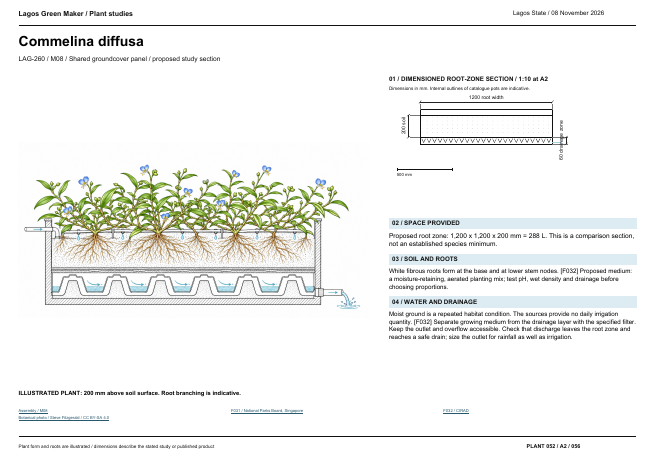 Lagos Green Maker / Plant studies
Lagos State / 08 November 2026
Commelina diffusa
LAG-260 / M08 / Shared groundcover panel / proposed study section
01 / DIMENSIONED ROOT-ZONE SECTION / 1:10 at A2
Dimensions in mm. Internal outlines of catalogue pots are indicative.
1200 root width
200 soil
60 drainage zone
500 mm
02 / SPACE PROVIDED
Proposed root zone: 1,200 x 1,200 x 200 mm = 288 L. This is a comparison section,
not an established species minimum.
03 / SOIL AND ROOTS
White fibrous roots form at the base and at lower stem nodes. [F032] Proposed medium:
a moisture-retaining, aerated planting mix; test pH, wet density and drainage before
choosing proportions.
04 / WATER AND DRAINAGE
Moist ground is a repeated habitat condition. The sources provide no daily irrigation
quantity. [F032] Separate growing medium from the drainage layer with the specified filter.
Keep the outlet and overflow accessible. Check that discharge leaves the root zone and
reaches a safe drain; size the outlet for rainfall as well as irrigation.
ILLUSTRATED PLANT: 200 mm above soil surface. Root branching is indicative.
Assembly / M08
F031 / National Parks Board, Singapore
F032 / CIRAD
Botanical photo / Steve Fitzgerald / CC BY-SA 4.0
Plant form and roots are illustrated / dimensions describe the stated study or published product
PLANT 052 / A2 / 056